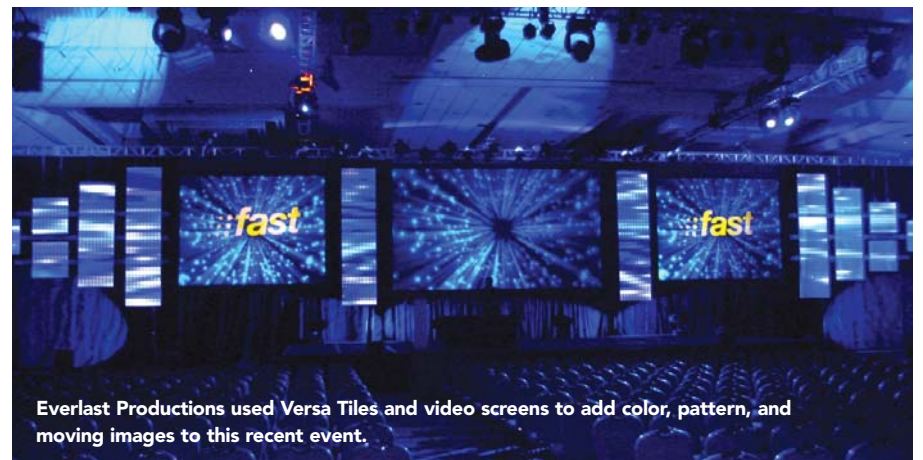 ::fast
::fast
Everlast Productions used Versa Tiles and video screens to add color, pattern, and
moving images to this recent event.